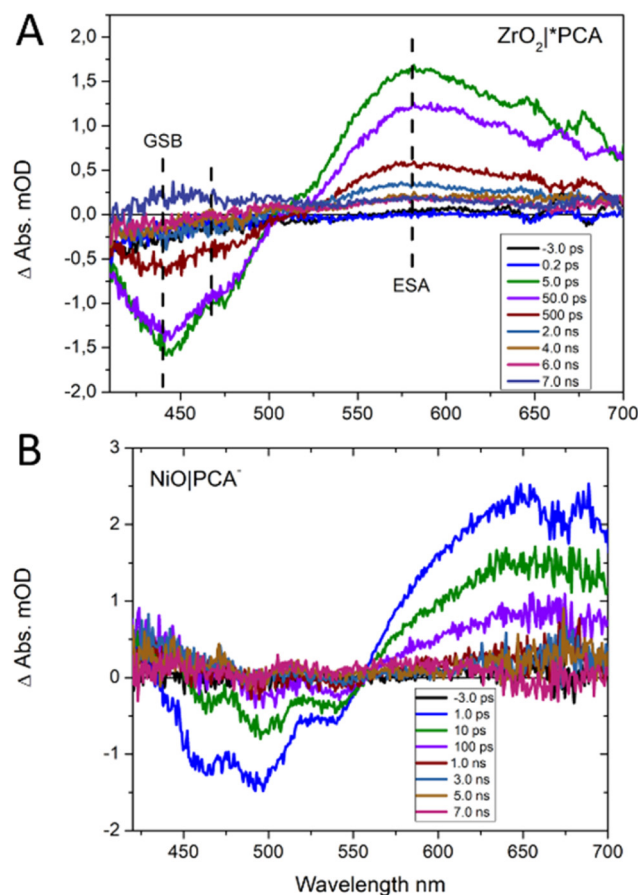 A
ZrO₂|*PCA
GSB
ESA
Δ Abs. mOD
2,0
1,5
1,0
0,5
0,0
-0,5
-1,0
-1,5
-2,0
-3.0 ps
0.2 ps
5.0 ps
50.0 ps
500 ps
2.0 ns
4.0 ns
6.0 ns
7.0 ns
450 500 550 600 650 700
B
NiO|PCA⁻
Δ Abs. mOD
3
2
1
0
-1
-2
-3.0 ps
1.0 ps
10 ps
100 ps
1.0 ns
3.0 ns
5.0 ns
7.0 ns
450 500 550 600 650 700
Wavelength nm